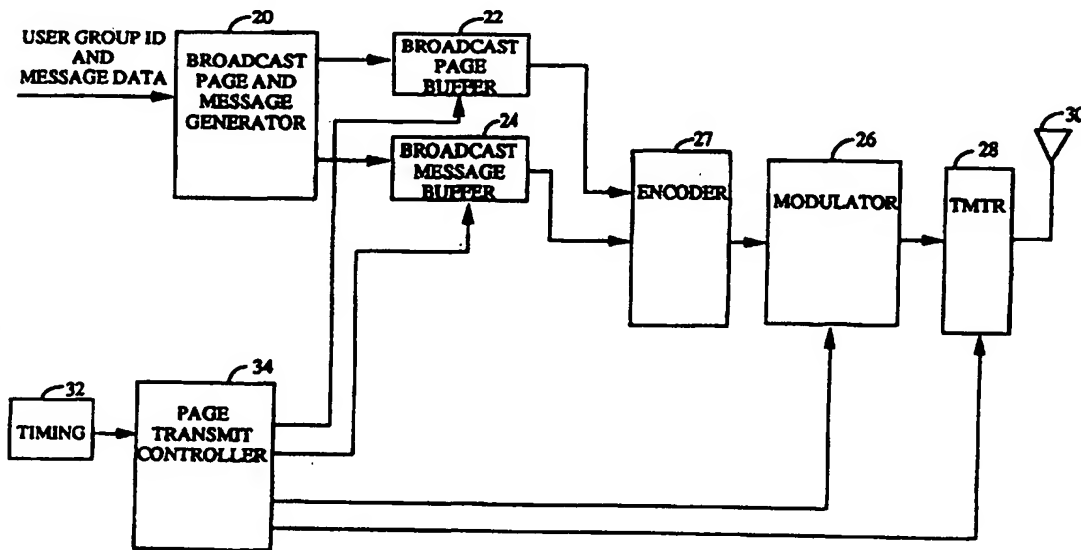 USER GROUP ID
AND
MESSAGE DATA
20
BROADCAST
PAGE AND
MESSAGE
GENERATOR
22
BROADCAST
PAGE
BUFFER
24
BROADCAST
MESSAGE
BUFFER
27
ENCODER
26
MODULATOR
28
TMTR
30
32
TIMING
34
PAGE
TRANSMIT
CONTROLLER